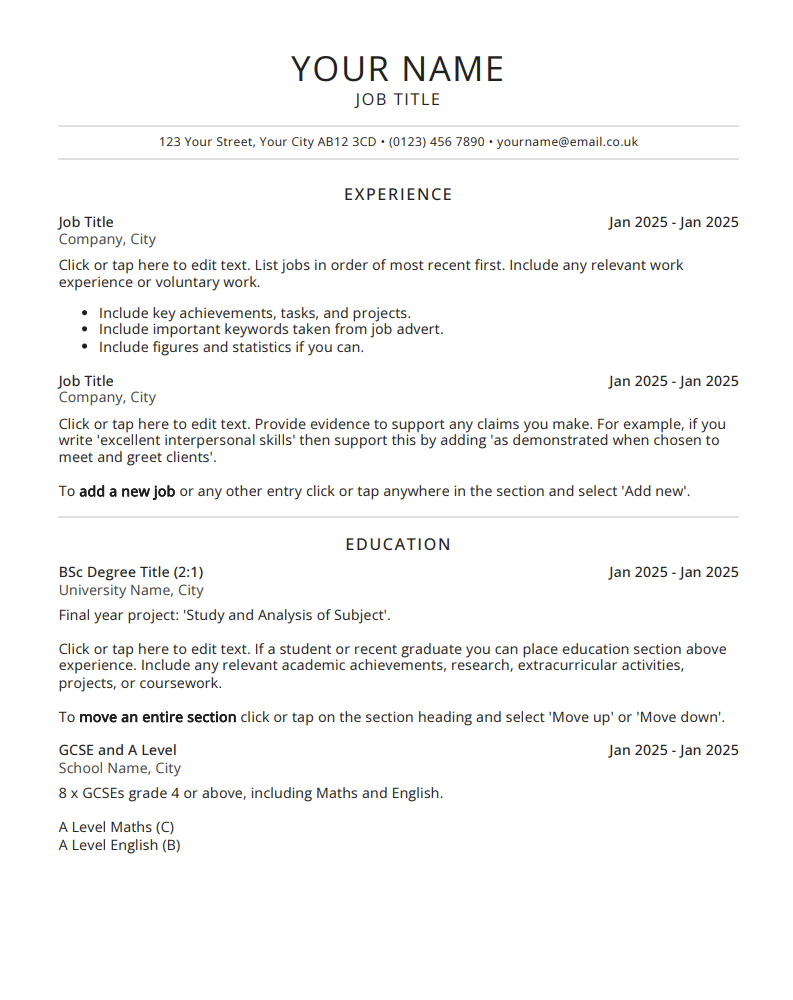 YOUR NAME
JOB TITLE
123 Your Street, Your City AB12 3CD • (0123) 456 7890 • yourname@email.co.uk
EXPERIENCE
Job Title Jan 2025 - Jan 2025
Company, City
Click or tap here to edit text. List jobs in order of most recent first. Include any relevant work
experience or voluntary work.
• Include key achievements, tasks, and projects.
• Include important keywords taken from job advert.
• Include figures and statistics if you can.
Job Title Jan 2025 - Jan 2025
Company, City
Click or tap here to edit text. Provide evidence to support any claims you make. For example, if you
write 'excellent interpersonal skills' then support this by adding 'as demonstrated when chosen to
meet and greet clients'.
To add a new job or any other entry click or tap anywhere in the section and select 'Add new'.
EDUCATION
BSc Degree Title (2:1) Jan 2025 - Jan 2025
University Name, City
Final year project: 'Study and Analysis of Subject'.
Click or tap here to edit text. If a student or recent graduate you can place education section above
experience. Include any relevant academic achievements, research, extracurricular activities,
projects, or coursework.
To move an entire section click or tap on the section heading and select 'Move up' or 'Move down'.
GCSE and A Level Jan 2025 - Jan 2025
School Name, City
8 x GCSEs grade 4 or above, including Maths and English.
A Level Maths (C)
A Level English (B)